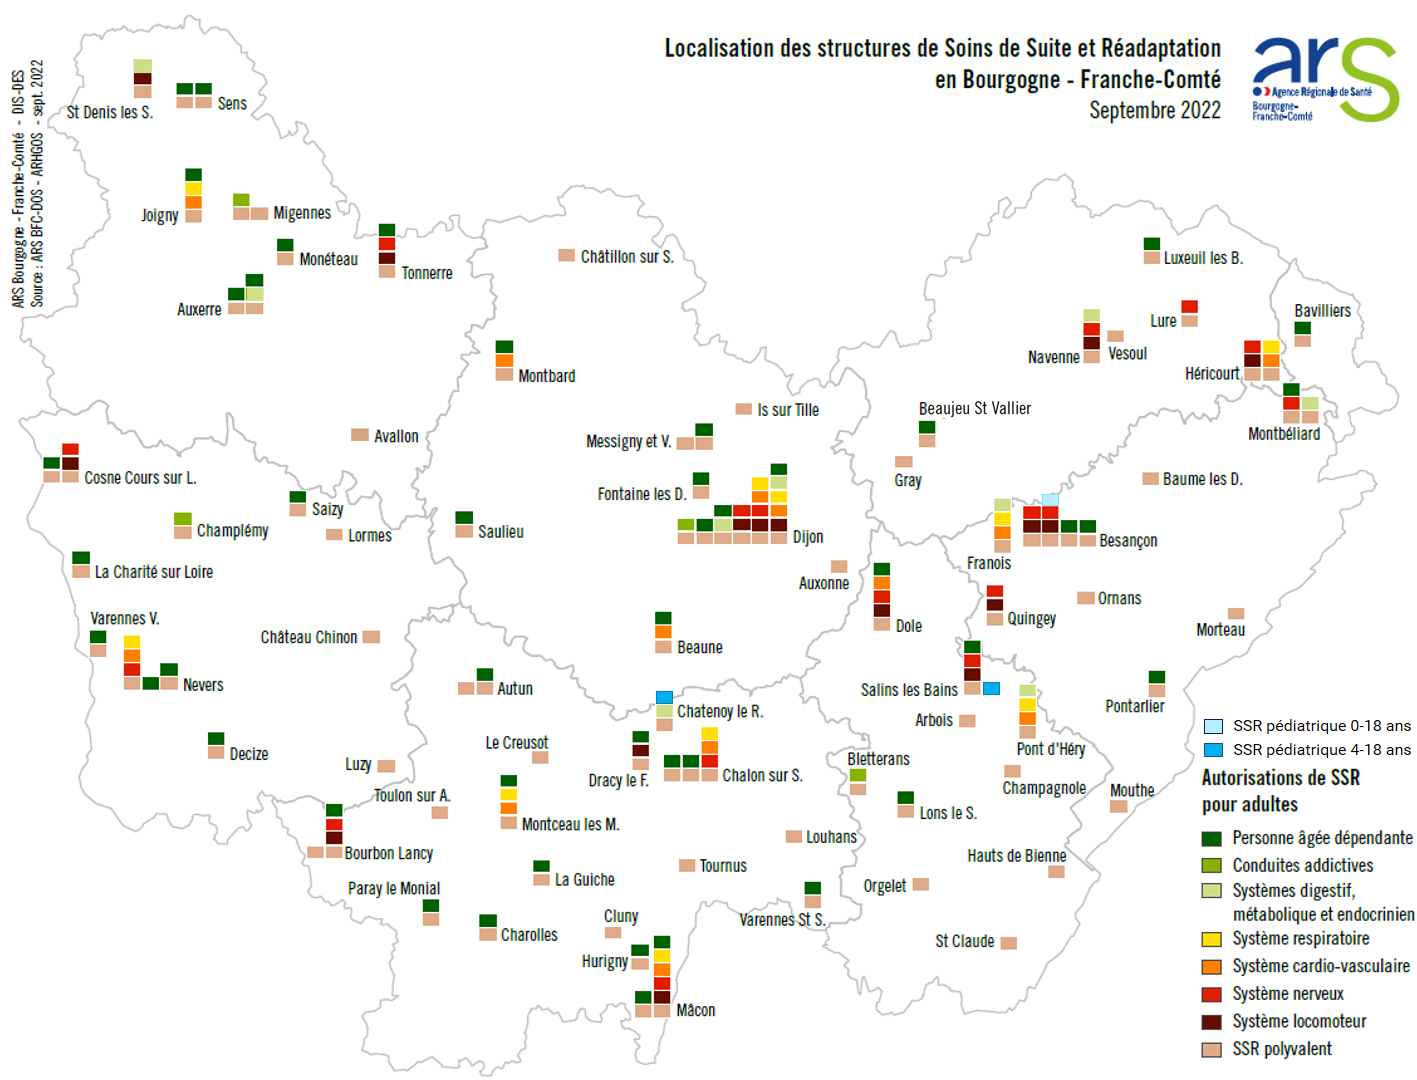 Localisation des structures de Soins de Suite et Réadaptation
en Bourgogne - Franche-Comté
Septembre 2022
ars
Agence Régionale de Santé
Bourgogne-
Franche-Comté
ARS Bourgogne - Franche-Comté - DIS-DES
Source : ARS BFC-DOS - ARHGOS - sept. 2022
St Denis les S.
Sens
Joigny
Migennes
Monéteau
Tonnerre
Auxerre
Châtillon sur S.
Luxeuil les B.
Lure
Bavilliers
Navenne
Vesoul
Héricourt
Montbard
Is sur Tille
Beaujeu St Vallier
Montbéliard
Avallon
Messigny et V.
Cosne Cours sur L.
Gray
Baume les D.
Fontaine les D.
Saizy
Champlémy
Lormes
Saulieu
Dijon
Besançon
Franois
La Charité sur Loire
Auxonne
Ornans
Quingey
Varennes V.
Dole
Morteau
Château Chinon
Beaune
Nevers
Autun
Salins les Bains
Pontarlier
Chatenoy le R.
Arbois
Le Creusot
Pont d'Héry
Decize
Luzy
Bletterans
Dracy le F.
Chalon sur S.
Champagnole
Mouthe
Toulon sur A.
Montceau les M.
Lons le S.
Louhans
Bourbon Lancy
Hauts de Bienne
Tournus
La Guiche
Orgelet
Paray le Monial
Varennes St S.
Cluny
Charolles
St Claude
Hurigny
Mâcon
SSR pédiatrique 0-18 ans
SSR pédiatrique 4-18 ans
Autorisations de SSR
pour adultes
Personne âgée dépendante
Conduites addictives
Systèmes digestif,
métabolique et endocrinien
Système respiratoire
Système cardio-vasculaire
Système nerveux
Système locomoteur
SSR polyvalent